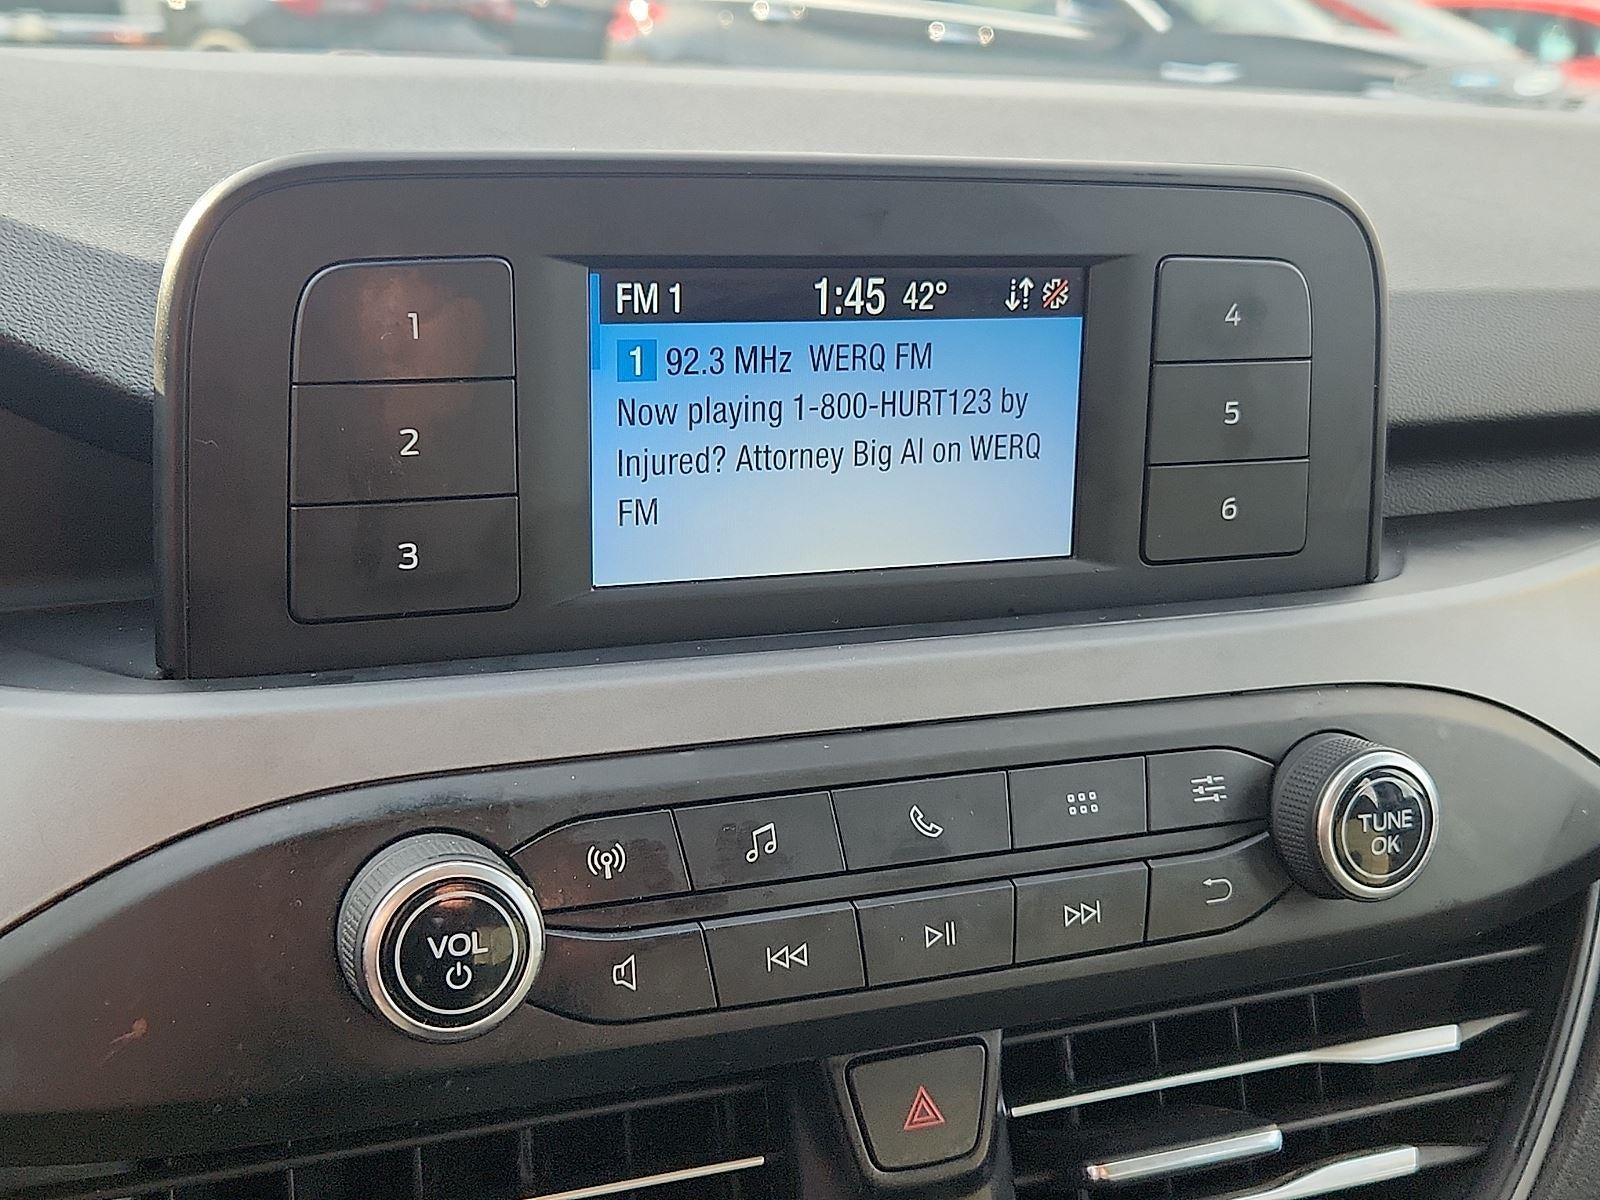 FM 1 1:45 42°
1 92.3 MHz WERQ FM
Now playing 1-800-HURT123 by
Injured? Attorney Big Al on WERQ
FM
1
2
3
4
5
6
VOL
TUNE
OK